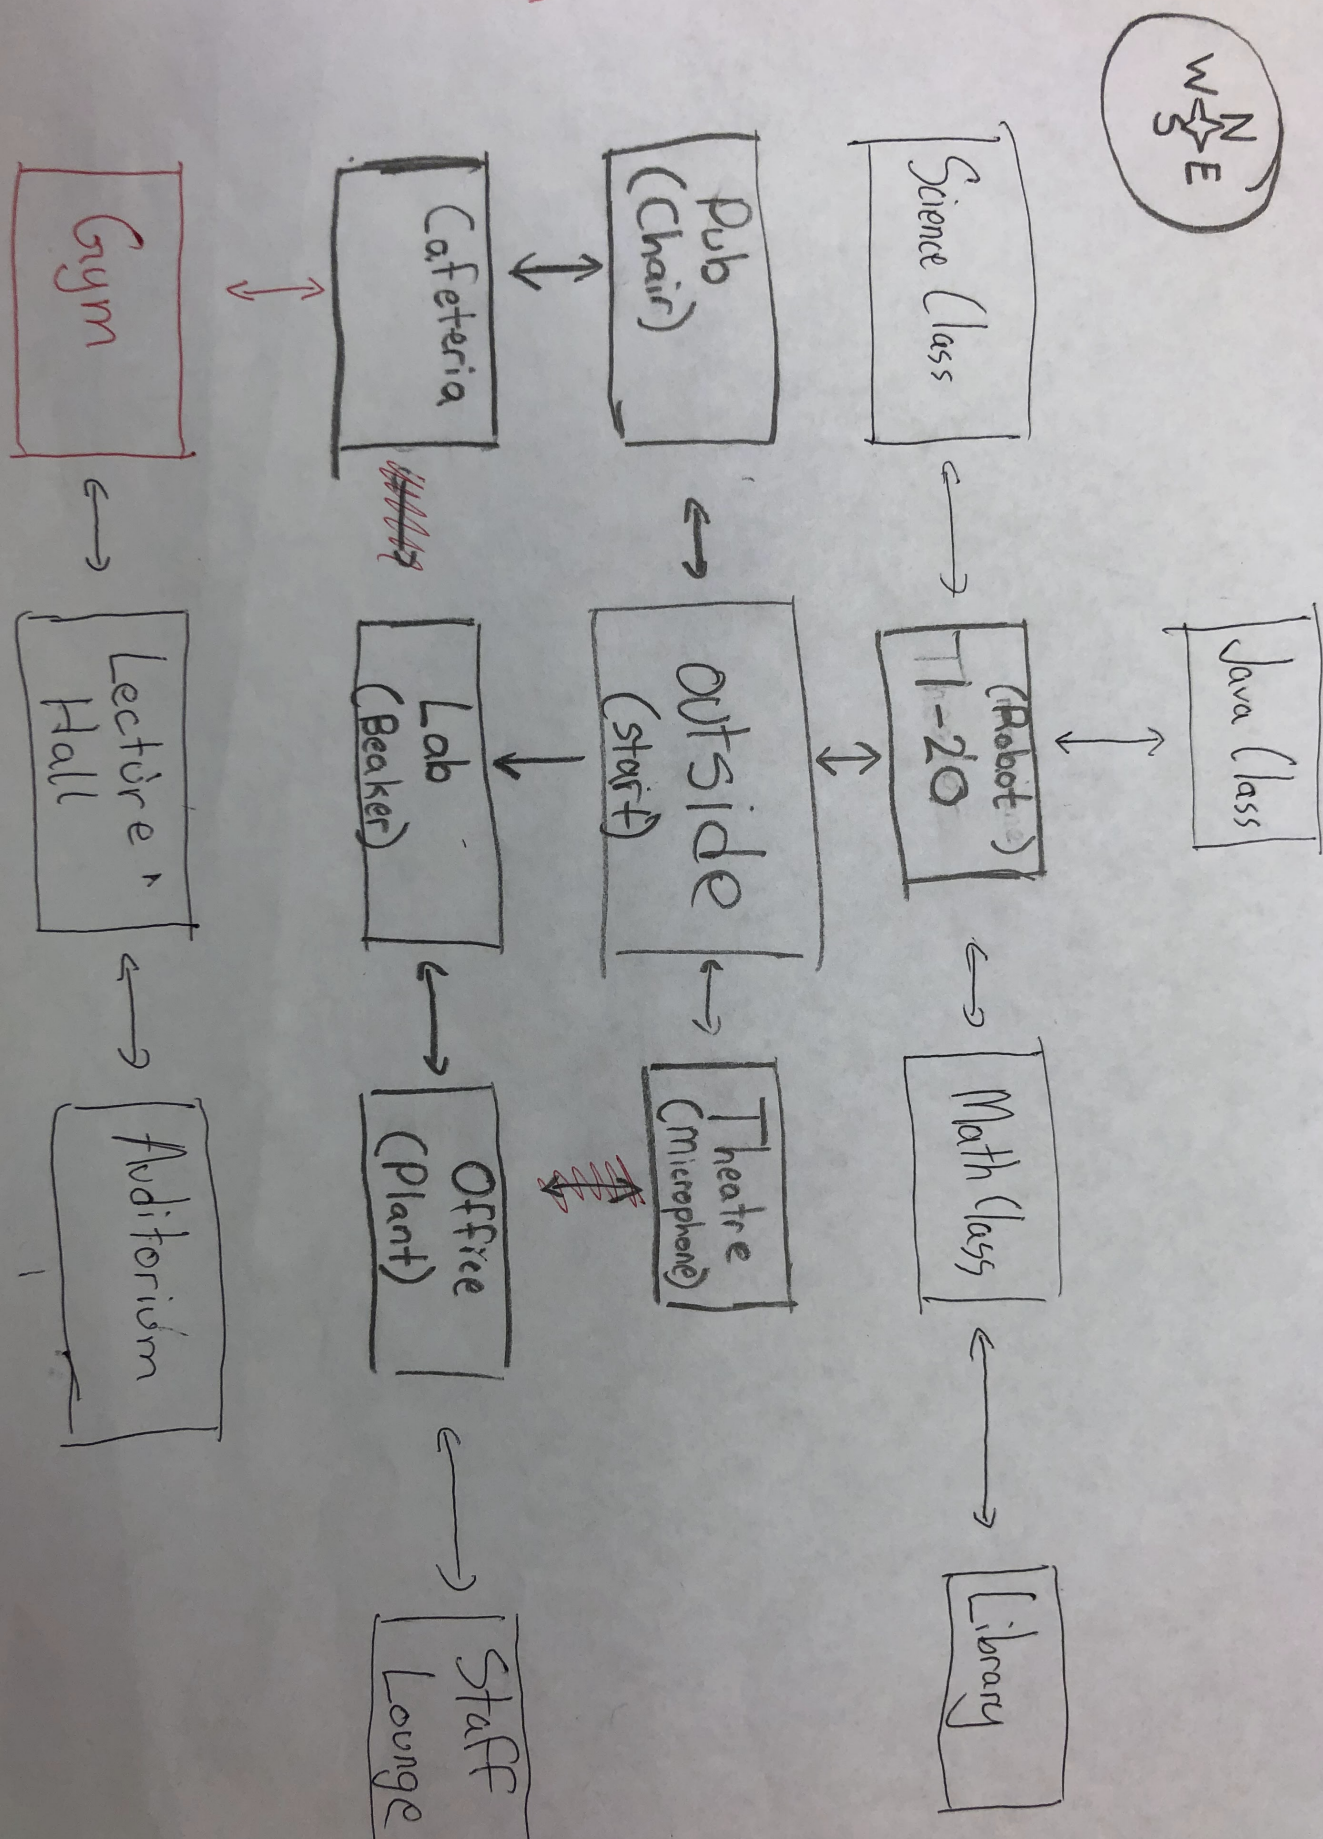 N
W E
S
Java Class
Science Class
(Robot)
T1-20
Math Class
Library
Pub
(Chair)
outside
(start)
Theatre
(Microphone)
Cafeteria
Lab
(Beaker)
Office
(Plant)
Staff
Lounge
Gym
Lecture
Hall
Auditorium